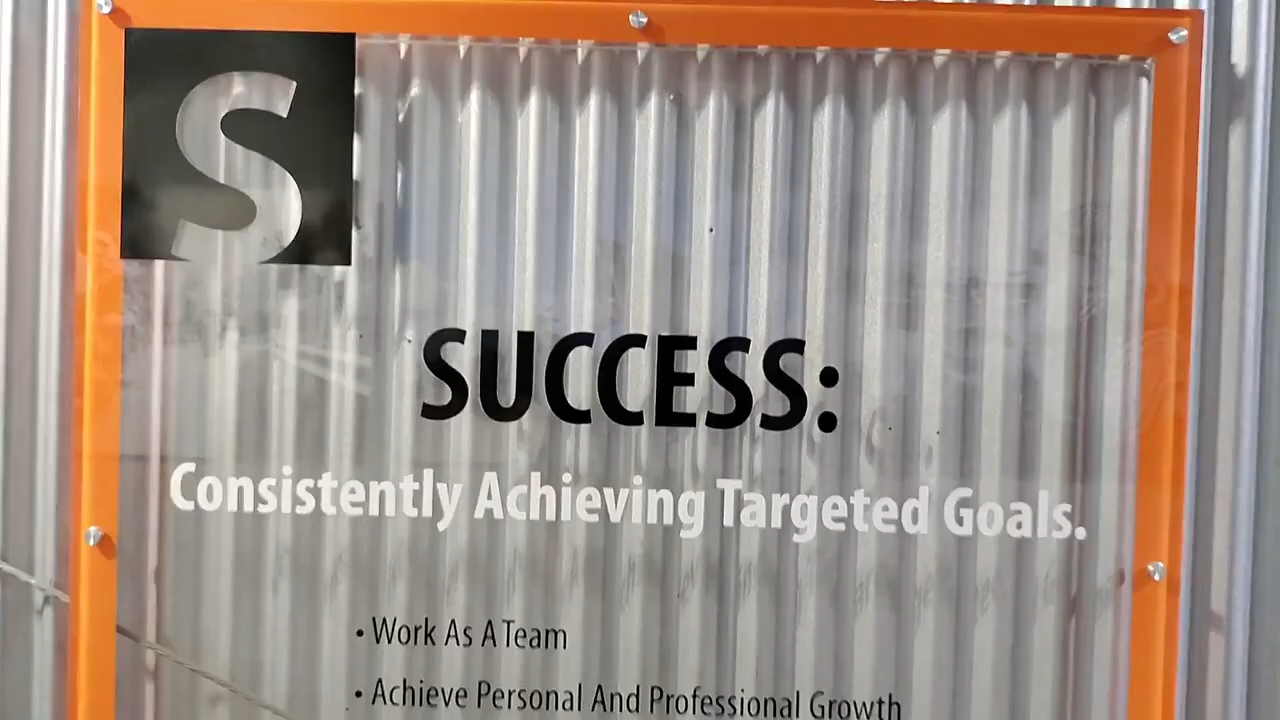 S
SUCCESS:
Consistently Achieving Targeted Goals.
• Work As A Team
• Achieve Personal And Professional Growth